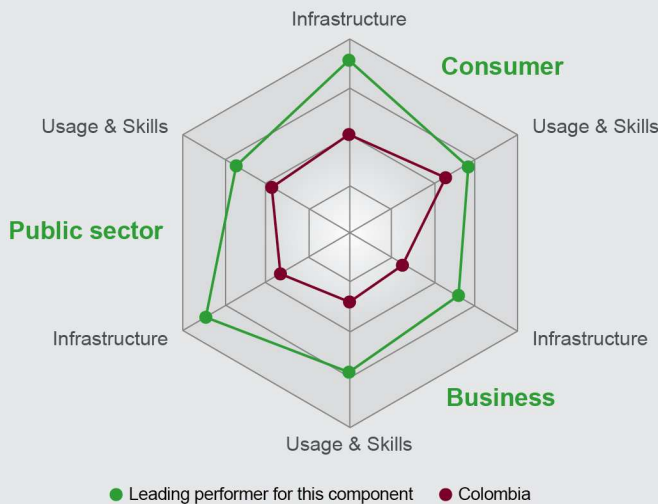 Infrastructure
Consumer
Usage & Skills
Usage & Skills
Public sector
Infrastructure
Infrastructure
Business
Usage & Skills
Leading performer for this component
Colombia